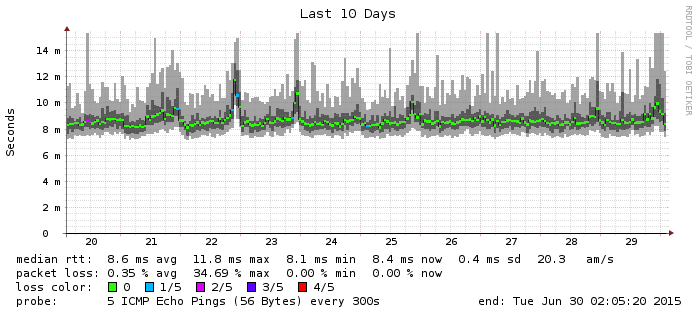 Last 10 Days
RRDTOOL / TOBI OETIKER
Seconds
14 m
12 m
10 m
8 m
6 m
4 m
2 m
0
20 21 22 23 24 25 26 27 28 29
median rtt: 8.6 ms avg 11.8 ms max 8.1 ms min 8.4 ms now 0.4 ms sd 20.3 am/s
packet loss: 0.35 % avg 34.69 % max 0.00 % min 0.00 % now
loss color: 0 1/5 2/5 3/5 4/5
probe: 5 ICMP Echo Pings (56 Bytes) every 300s end: Tue Jun 30 02:05:20 2015